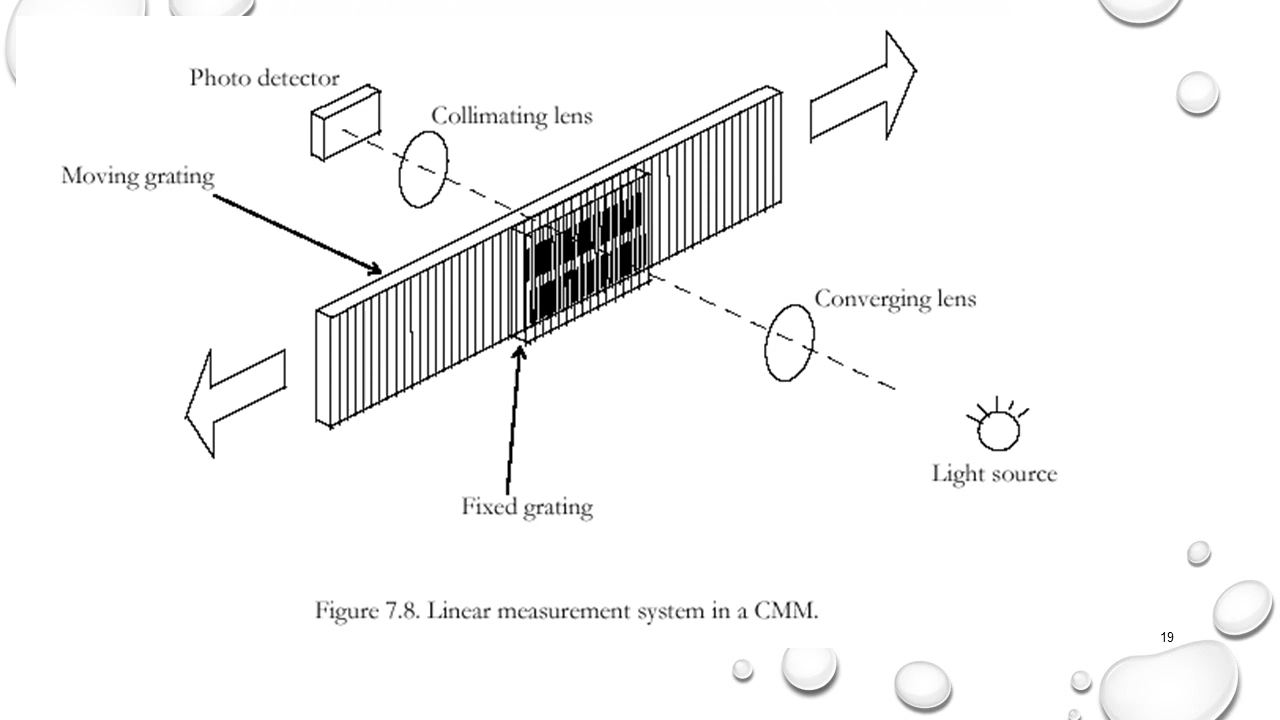 Photo detector
Collimating lens
Moving grating
Converging lens
Light source
Fixed grating
Figure 7.8. Linear measurement system in a CMM.
19